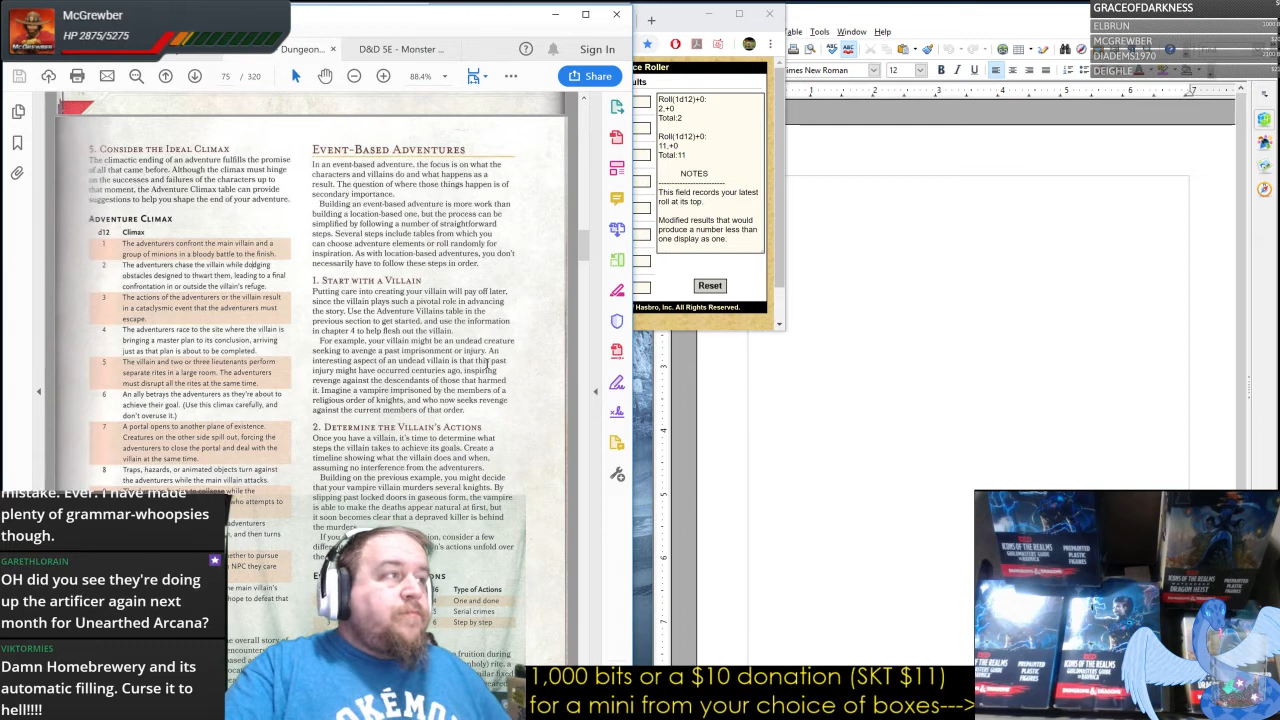 McGrewber
HP 2875/5275
Dungeon...
D&D 5E - Mo
Sign In
75 / 320
88.4%
Share
5. CONSIDER THE IDEAL CLIMAX
The climactic ending of an adventure fulfills the promise
of all that came before. Although the climax must hinge
on the successes and failures of the characters up to
that moment, the Adventure Climax table can provide
suggestions to help you shape the end of your adventure.
ADVENTURE CLIMAX
d12 Climax
1 The adventurers confront the main villain and a
group of minions in a bloody battle to the finish.
2 The adventurers chase the villain while dodging
obstacles designed to thwart them, leading to a final
confrontation in or outside the villain's refuge.
3 The actions of the adventurers or the villain result
in a cataclysmic event that the adventurers must
escape.
4 The adventurers race to the site where the villain is
bringing a master plan to its conclusion, arriving
just as that plan is about to be completed.
5 The villain and two or three lieutenants perform
separate rites in a large room. The adventurers
must disrupt all the rites at the same time.
6 An ally betrays the adventurers as they're about to
achieve their goal. (Use this climax carefully, and
don't overuse it.)
7 A portal opens to another plane of existence.
Creatures on the other side spill out, forcing the
adventurers to close the portal and deal with the
villain at the same time.
8 Traps, hazards, or animated objects turn against
the adventurers while the main villain attacks.
EVENT-BASED ADVENTURES
In an event-based adventure, the focus is on what the
characters and villains do and what happens as a
result. The question of where those things happen is of
secondary importance.
Building an event-based adventure is more work than
building a location-based one, but the process can be
simplified by following a number of straightforward
steps. Several steps include tables from which you
can choose adventure elements or roll randomly for
inspiration. As with location-based adventures, you don't
necessarily have to follow these steps in order.
1. START WITH A VILLAIN
Putting care into creating your villain will pay off later,
since the villain plays such a pivotal role in advancing
the story. Use the Adventure Villains table in the
previous section to get started, and use the information
in chapter 4 to help flesh out the villain.
For example, your villain might be an undead creature
seeking to avenge a past imprisonment or injury. An
interesting aspect of an undead villain is that this past
injury might have occurred centuries ago, inspiring
revenge against the descendants of those that harmed
it. Imagine a vampire imprisoned by the members of a
religious order of knights, and who now seeks revenge
against the current members of that order.
2. DETERMINE THE VILLAIN'S ACTIONS
Once you have a villain, it's time to determine what
steps the villain takes to achieve its goals. Create a
timeline showing what the villain does and when,
assuming no interference from the adventurers.
Building on the previous example, you might decide
that your vampire villain murders several knights. By
slipping past locked doors in gaseous form, the vampire
is able to make the deaths appear natural at first, but
it soon becomes clear that a depraved killer is behind
the murders.
Type of Actions
4 One and done
5 Serial crimes
6 Step by step
ce Roller
ults
Roll(1d12)+0:
2,+0
Total:2
Roll(1d12)+0:
11,+0
Total:11
NOTES
This field records your latest
roll at its top.
Modified results that would
produce a number less than
one display as one.
Reset
Hasbro, Inc. All Rights Reserved.
able Tools Window Help
imes New Roman
12
GRACEOFDARKNESS
ELBRUN
MCGREWBER
DIADEMS1970
DEIGHLE
mistake. Ever. I have made
plenty of grammar-whoopsies
though.
GARETHLORAIN
OH did you see they're doing
up the artificer again next
month for Unearthed Arcana?
VIKTORMIES
Damn Homebrewery and its
automatic filling. Curse it to
hell!!!!
1,000 bits or a $10 donation (SKT $11)
for a mini from your choice of boxes--->
ICONS OF THE REALMS
PREPAINTED
PLASTIC
FIGURES
DUNGEONS & DRAGONS
DRAGON HEIST